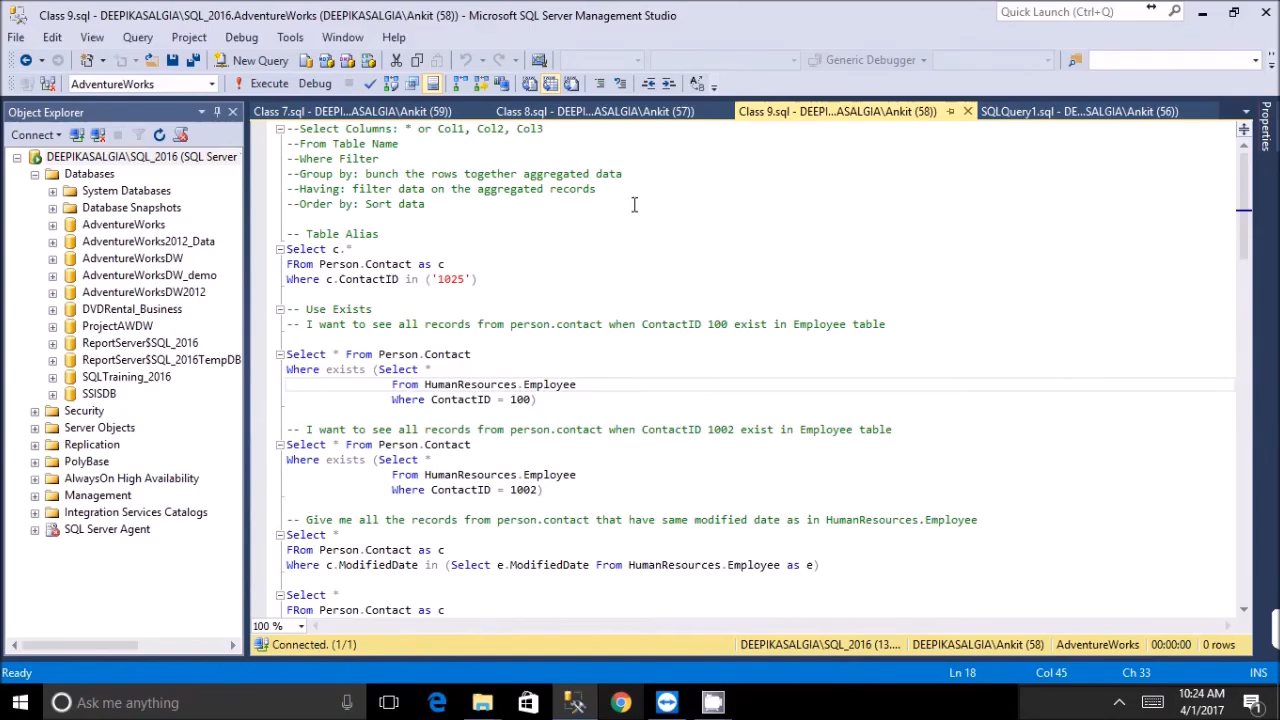 Class 9.sql - DEEPIKASALGIA\SQL_2016.AdventureWorks (DEEPIKASALGIA\Ankit (58)) - Microsoft SQL Server Management Studio
Quick Launch (Ctrl+Q)
File Edit View Query Project Debug Tools Window Help
New Query
Generic Debugger
AdventureWorks
Execute Debug
Object Explorer
Class 7.sql - DEEPI...ASALGIA\Ankit (59))
Class 8.sql - DEEPI...ASALGIA\Ankit (57))
Class 9.sql - DEEPI...ASALGIA\Ankit (58))
SQLQuery1.sql - DE...SALGIA\Ankit (56))
Properties
Connect
DEEPIKASALGIA\SQL_2016 (SQL Server
Databases
System Databases
Database Snapshots
AdventureWorks
AdventureWorks2012_Data
AdventureWorksDW
AdventureWorksDW_demo
AdventureWorksDW2012
DVDRental_Business
ProjectAWDW
ReportServer$SQL_2016
ReportServer$SQL_2016TempDB
SQLTraining_2016
SSISDB
Security
Server Objects
Replication
PolyBase
AlwaysOn High Availability
Management
Integration Services Catalogs
SQL Server Agent
--Select Columns: * or Col1, Col2, Col3
--From Table Name
--Where Filter
--Group by: bunch the rows together aggregated data
--Having: filter data on the aggregated records
--Order by: Sort data
-- Table Alias
Select c.*
FRom Person.Contact as c
Where c.ContactID in ('1025')
-- Use Exists
-- I want to see all records from person.contact when ContactID 100 exist in Employee table
Select * From Person.Contact
Where exists (Select *
From HumanResources.Employee
Where ContactID = 100)
-- I want to see all records from person.contact when ContactID 1002 exist in Employee table
Select * From Person.Contact
Where exists (Select *
From HumanResources.Employee
Where ContactID = 1002)
-- Give me all the records from person.contact that have same modified date as in HumanResources.Employee
Select *
FRom Person.Contact as c
Where c.ModifiedDate in (Select e.ModifiedDate From HumanResources.Employee as e)
Select *
FRom Person.Contact as c
100 %
Connected. (1/1)
DEEPIKASALGIA\SQL_2016 (13.... DEEPIKASALGIA\Ankit (58) AdventureWorks 00:00:00 0 rows
Ready
Ln 18 Col 45 Ch 33 INS
Ask me anything
10:24 AM
4/1/2017
1